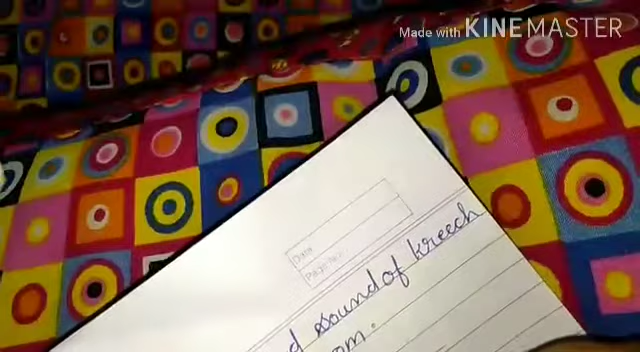 Made with KINEMASTER
Date
Page No.
d sound of kreech
om.